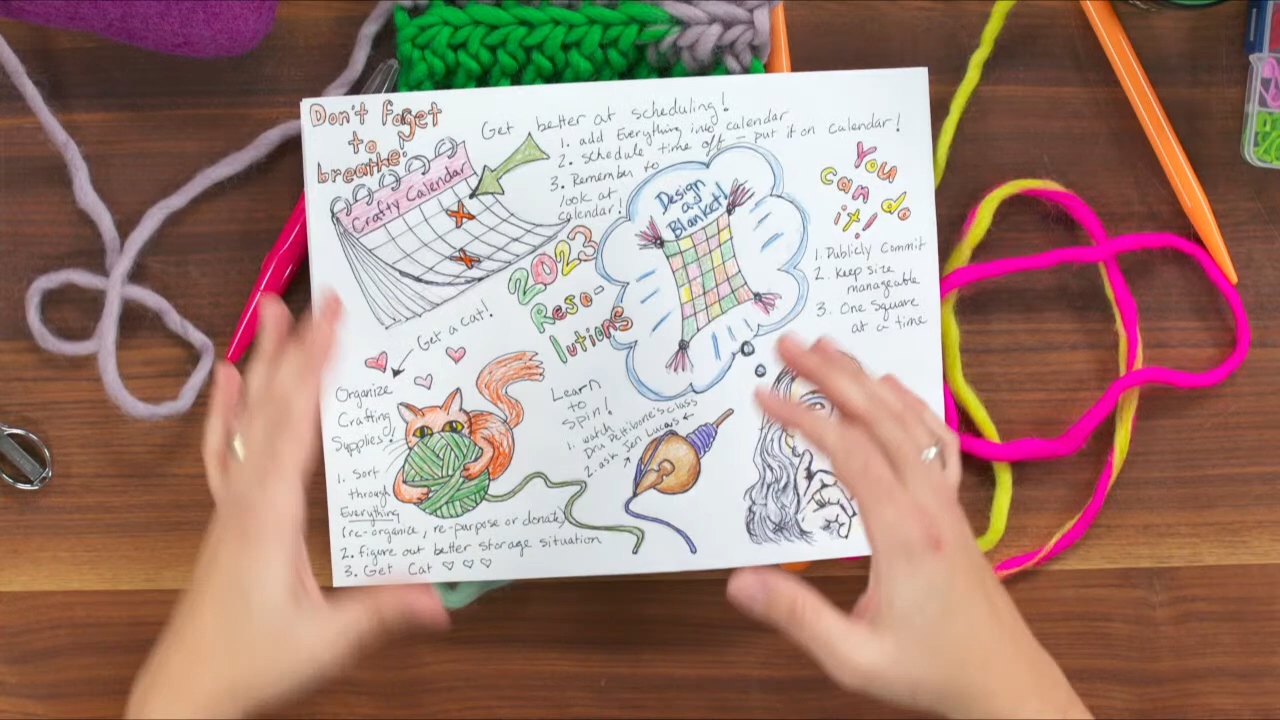 Don't forget
to
breathe!
Crafty Calendar
Get better at scheduling!
1. add Everything into calendar
2. schedule time off - put it on calendar!
3. Remember to
look at
calendar!
2023
Reso-
lutions
Design
a
Blanket!
You
can do
it!!
1. Publicly Commit
2. Keep size
manageable
3. One Square
at a time
Get a cat!
Organize
Crafting
Supplies!
1. Sort
through
Everything
(re-organize, re-purpose or donate)
2. figure out better storage situation
3. Get Cat ♡ ♡ ♡
Learn
to
Spin!
1. watch
Dru Pettibone's class
2. ask Jen Lucas